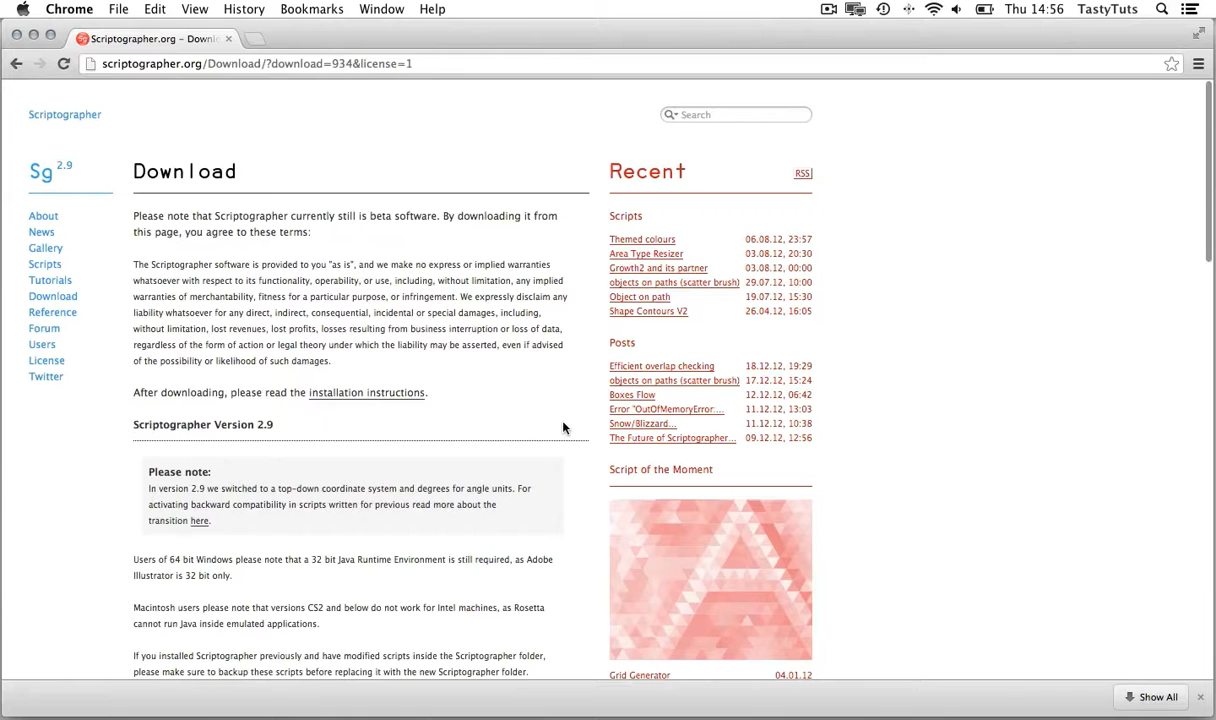 Chrome File Edit View History Bookmarks Window Help Thu 14:56 TastyTuts
Scriptographer.org – Downl
scriptographer.org/Download/?download=934&license=1
Scriptographer
Search
Sg 2.9
About
News
Gallery
Scripts
Tutorials
Download
Reference
Forum
Users
License
Twitter
Download
Please note that Scriptographer currently still is beta software. By downloading it from
this page, you agree to these terms:
The Scriptographer software is provided to you "as is", and we make no express or implied warranties
whatsoever with respect to its functionality, operability, or use, including, without limitation, any implied
warranties of merchantability, fitness for a particular purpose, or infringement. We expressly disclaim any
liability whatsoever for any direct, indirect, consequential, incidental or special damages, including,
without limitation, lost revenues, lost profits, losses resulting from business interruption or loss of data,
regardless of the form of action or legal theory under which the liability may be asserted, even if advised
of the possibility or likelihood of such damages.
After downloading, please read the installation instructions.
Scriptographer Version 2.9
Please note:
In version 2.9 we switched to a top-down coordinate system and degrees for angle units. For
activating backward compatibility in scripts written for previous read more about the
transition here.
Users of 64 bit Windows please note that a 32 bit Java Runtime Environment is still required, as Adobe
Illustrator is 32 bit only.
Macintosh users please note that versions CS2 and below do not work for Intel machines, as Rosetta
cannot run Java inside emulated applications.
If you installed Scriptographer previously and have modified scripts inside the Scriptographer folder,
please make sure to backup these scripts before replacing it with the new Scriptographer folder.
Recent RSS
Scripts
Themed colours 06.08.12, 23:57
Area Type Resizer 03.08.12, 20:30
Growth2 and its partner 03.08.12, 00:00
objects on paths (scatter brush) 29.07.12, 10:00
Object on path 19.07.12, 15:30
Shape Contours V2 26.04.12, 16:05
Posts
Efficient overlap checking 18.12.12, 19:29
objects on paths (scatter brush) 17.12.12, 15:24
Boxes Flow 12.12.12, 06:42
Error "OutOfMemoryError:... 11.12.12, 13:03
Snow/Blizzard... 11.12.12, 10:38
The Future of Scriptographer... 09.12.12, 12:56
Script of the Moment
Grid Generator 04.01.12
Show All